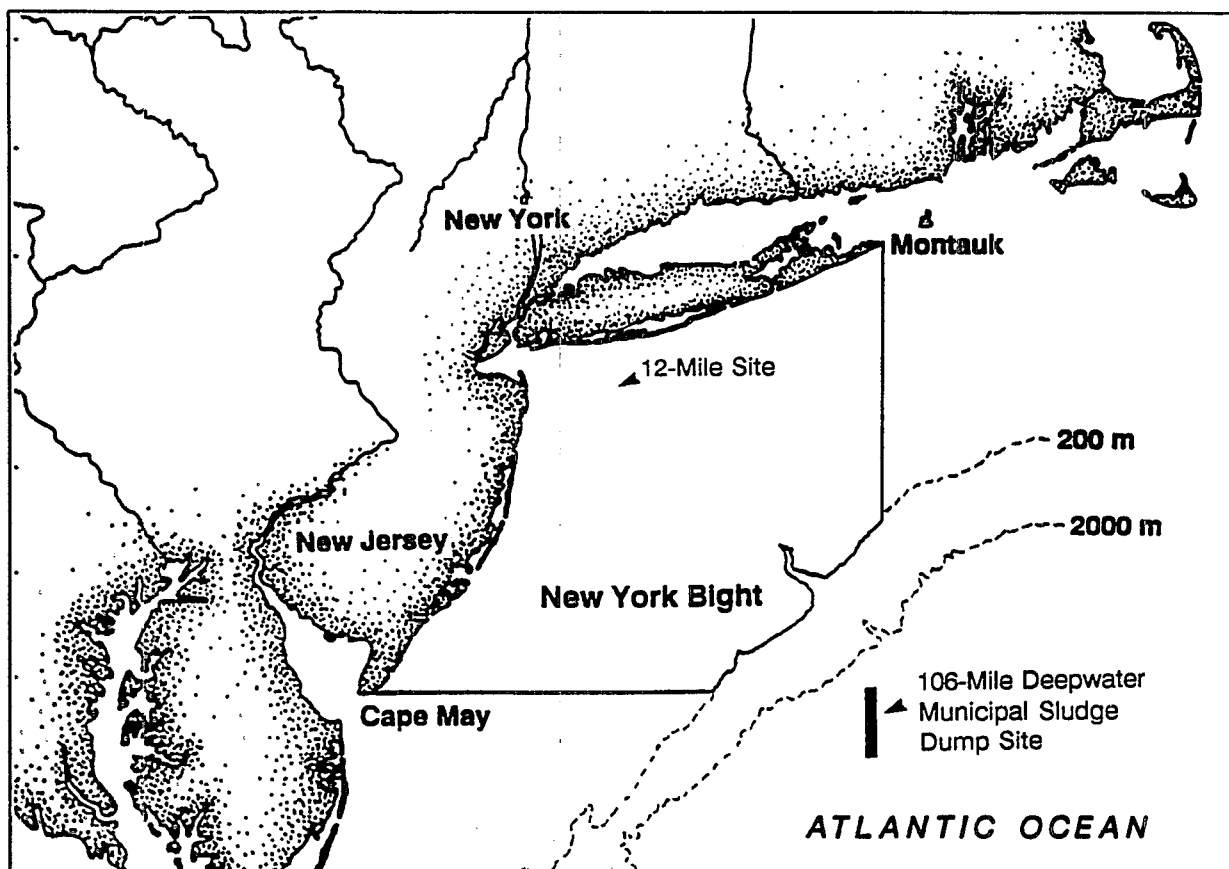 New York
Montauk
12-Mile Site
200 m
2000 m
New Jersey
New York Bight
106-Mile Deepwater
Municipal Sludge
Dump Site
Cape May
ATLANTIC OCEAN